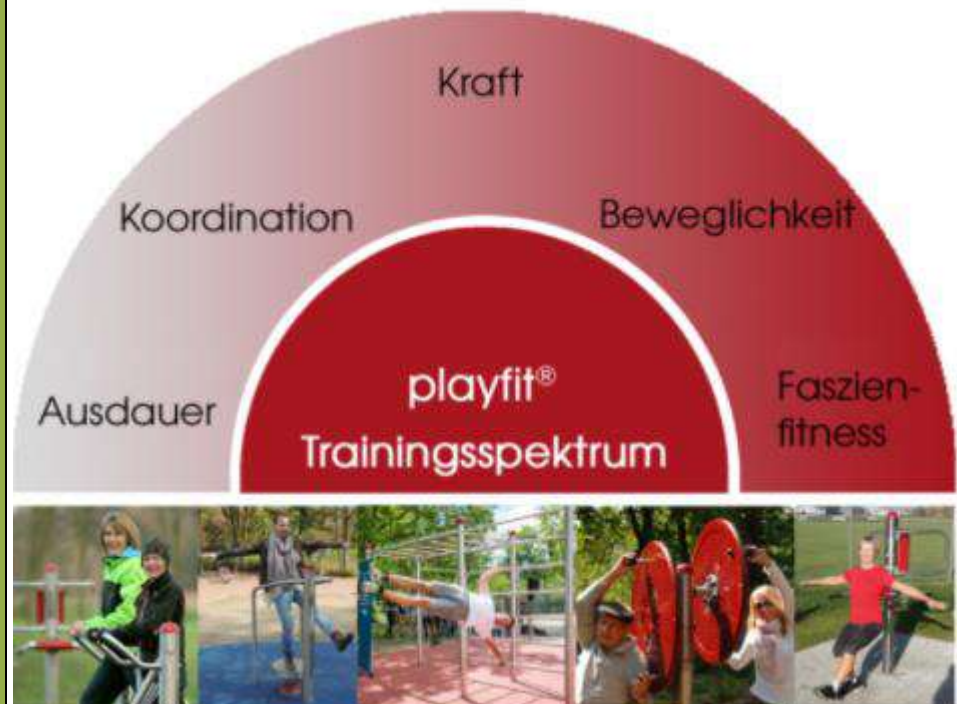 Kraft
Koordination
Beweglichkeit
Ausdauer
Faszien-
fitness
playfit®
Trainingsspektrum